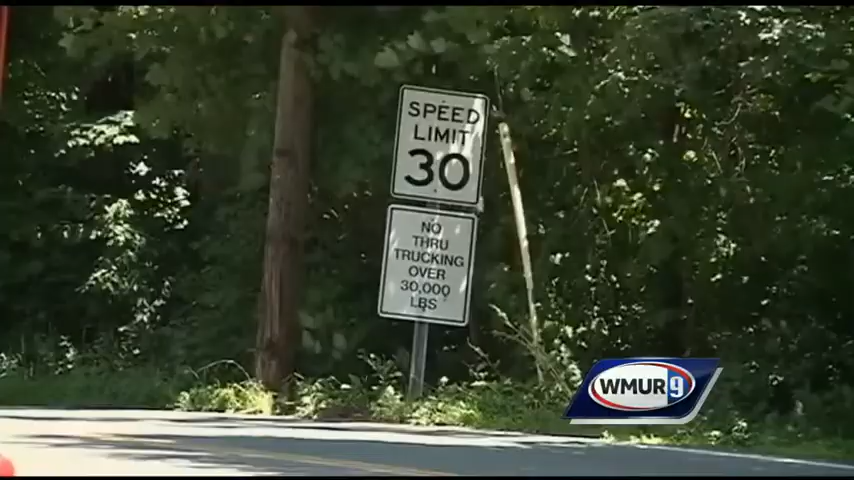 SPEED
LIMIT
30
NO
THRU
TRUCKING
OVER
30,000
LBS
WMUR 9